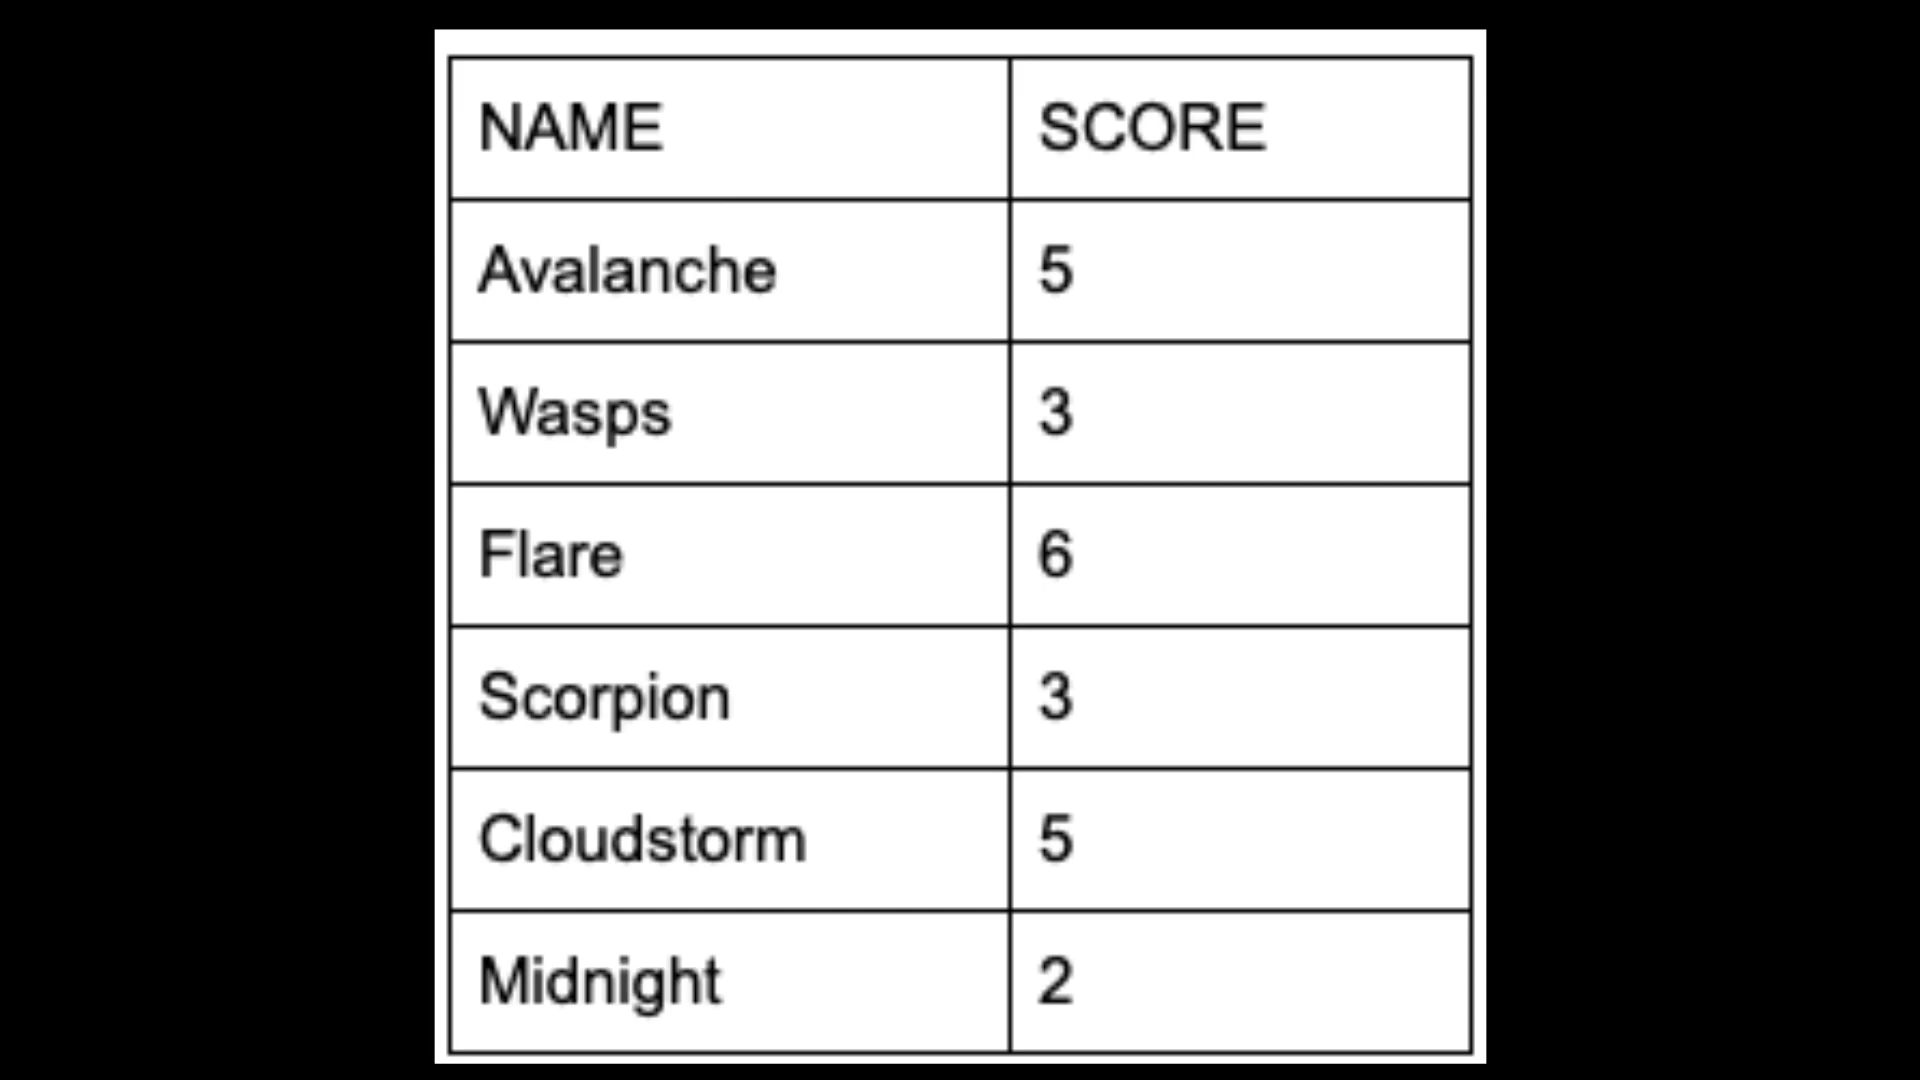 NAME SCORE
Avalanche 5
Wasps 3
Flare 6
Scorpion 3
Cloudstorm 5
Midnight 2